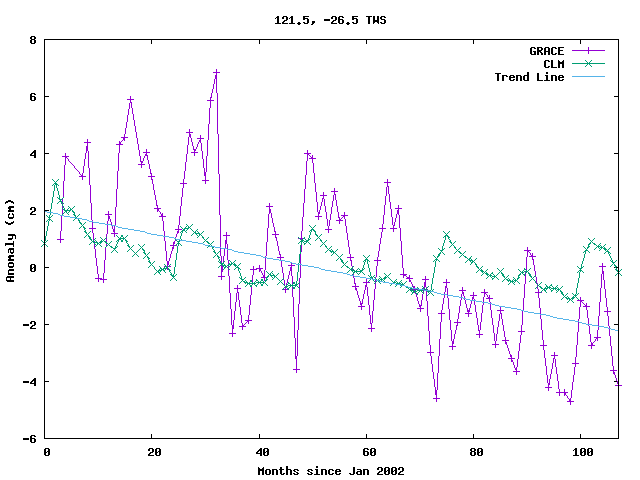 121.5, -26.5 TWS
GRACE
CLM
Trend Line
8
6
4
2
0
-2
-4
-6
Anomaly (cm)
0 20 40 60 80 100
Months since Jan 2002